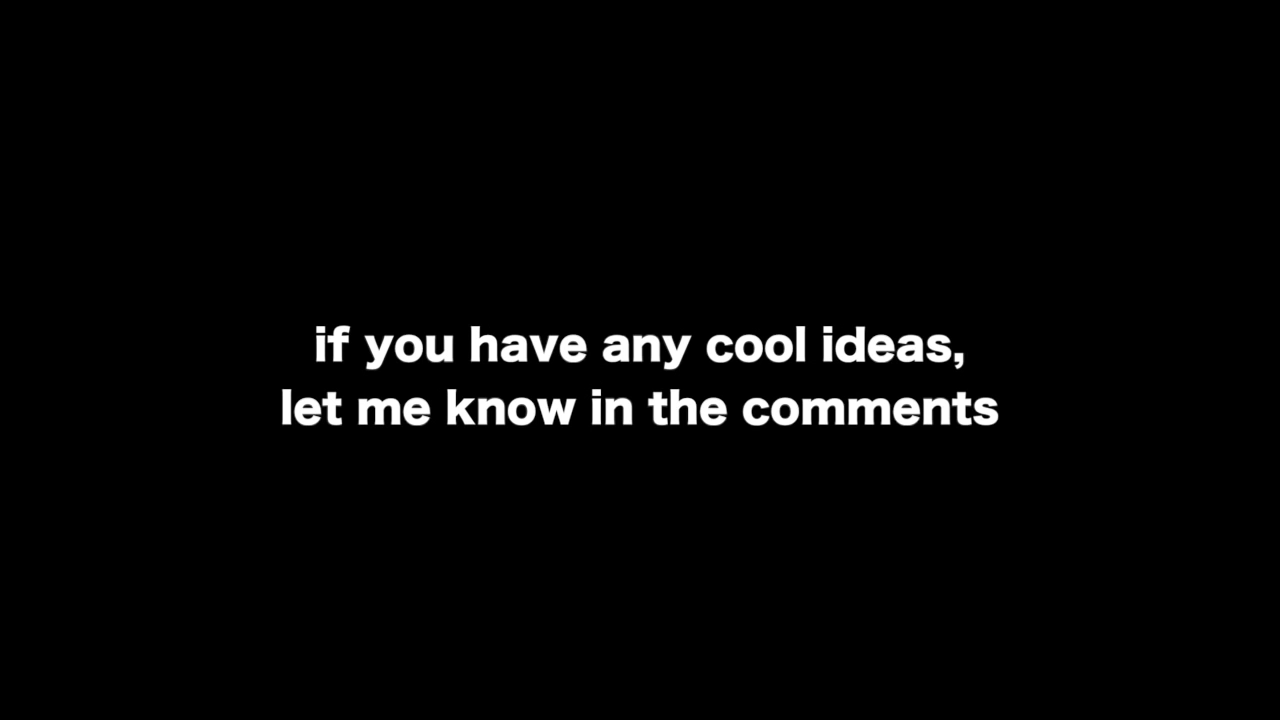 if you have any cool ideas,
let me know in the comments